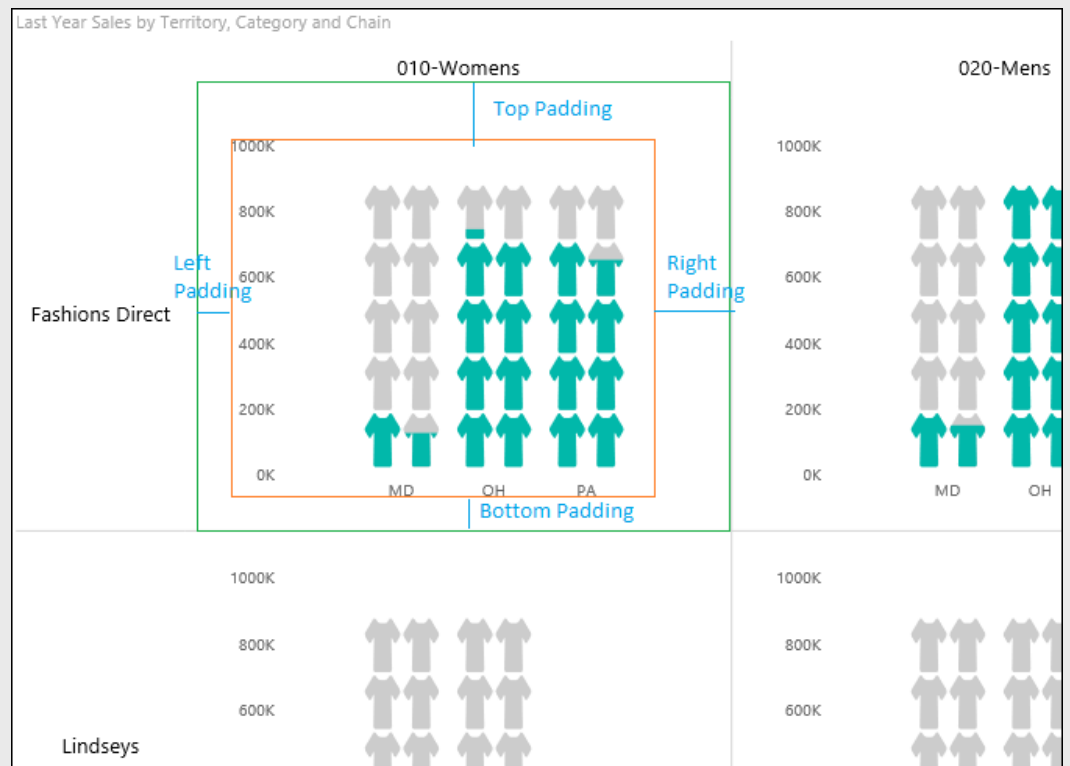 Last Year Sales by Territory, Category and Chain
010-Womens 020-Mens
Top Padding
1000K 1000K
800K 800K
Left
Padding
Right
Padding
600K 600K
Fashions Direct
400K 400K
200K 200K
0K 0K
MD OH PA MD OH
Bottom Padding
1000K 1000K
800K 800K
600K 600K
Lindseys